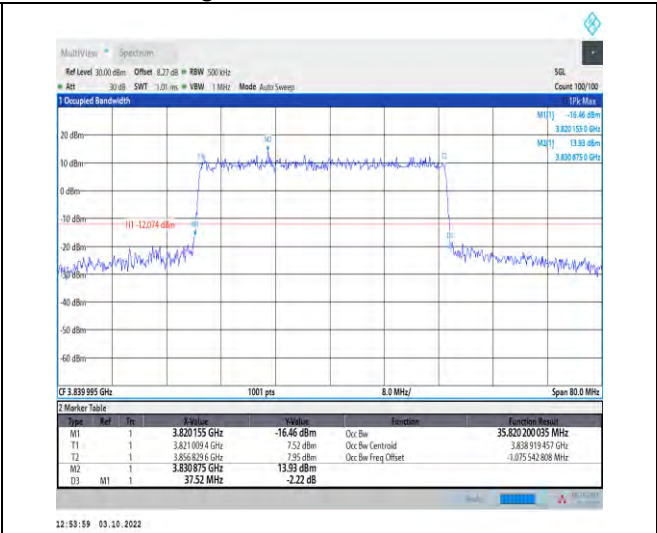 MultiView Spectrum
Ref Level 30.00 dBm Offset 8.27 dB RBW 500 kHz SGL
Att 30 dB SWT 1.01 ms VBW 1 MHz Mode Auto Sweep Count 100/100
1 Occupied Bandwidth 1Pk Max
M1[1] -16.46 dBm
3.820 155 0 GHz
M2[1] 13.93 dBm
3.830 875 0 GHz
20 dBm
M2
10 dBm
T1
0 dBm
-10 dBm
H1 -12.074 dBm
M1
D3
-20 dBm
-30 dBm
-40 dBm
-50 dBm
-60 dBm
CF 3.839 995 GHz 1001 pts 8.0 MHz/ Span 80.0 MHz
2 Marker Table
Type Ref Trc X-Value Y-Value Function Function Result
M1 1 3.820 155 GHz -16.46 dBm Occ Bw 35.820 200 035 MHz
T1 1 3.821 009 4 GHz 7.52 dBm Occ Bw Centroid 3.838 919 457 GHz
T2 1 3.856 829 6 GHz 7.95 dBm Occ Bw Freq Offset -1.075 542 808 MHz
M2 1 3.830 875 GHz 13.93 dBm
D3 M1 1 37.52 MHz -2.22 dB
12:53:59 03.10.2022